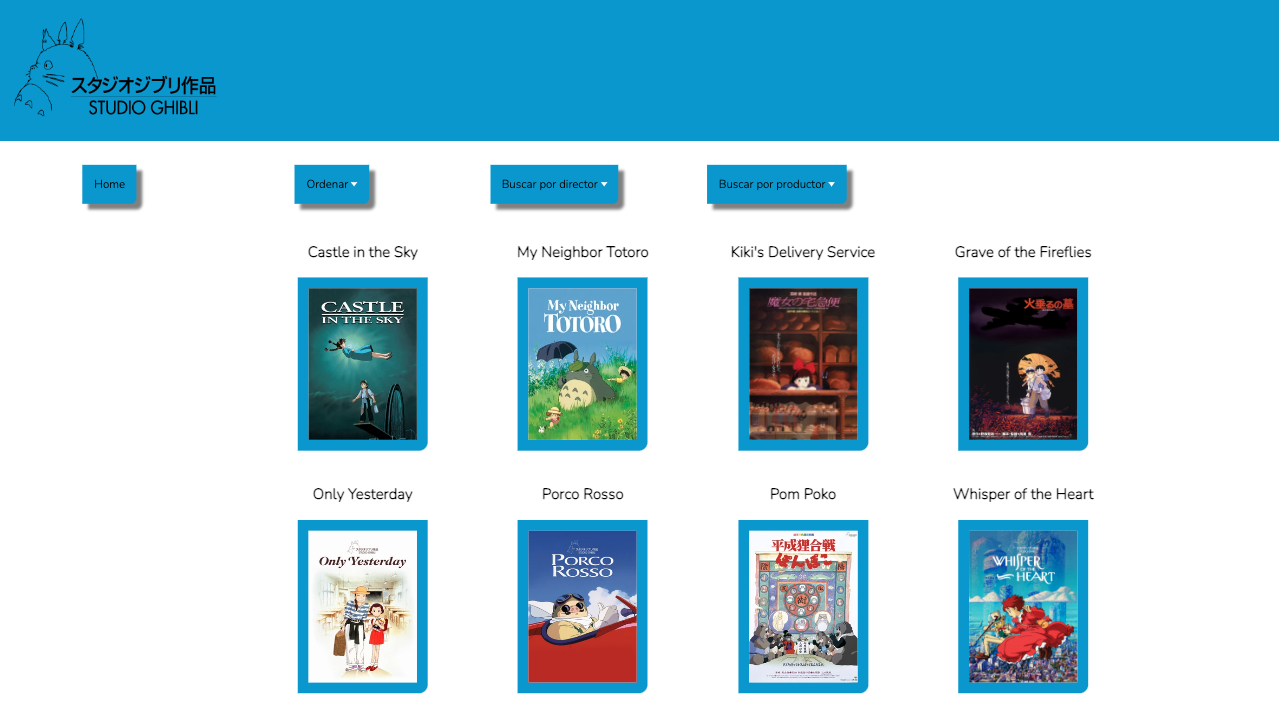 スタジオジブリ作品
STUDIO GHIBLI
Home
Ordenar
Buscar por director
Buscar por productor
Castle in the Sky
My Neighbor Totoro
Kiki's Delivery Service
Grave of the Fireflies
CASTLE
IN THE SKY
My Neighbor
TOTORO
魔女の宅急便
火垂るの墓
Only Yesterday
Porco Rosso
Pom Poko
Whisper of the Heart
Only Yesterday
PORCO
ROSSO
平成狸合戦
ぽんぽこ
WHISPER
OF THE
HEART